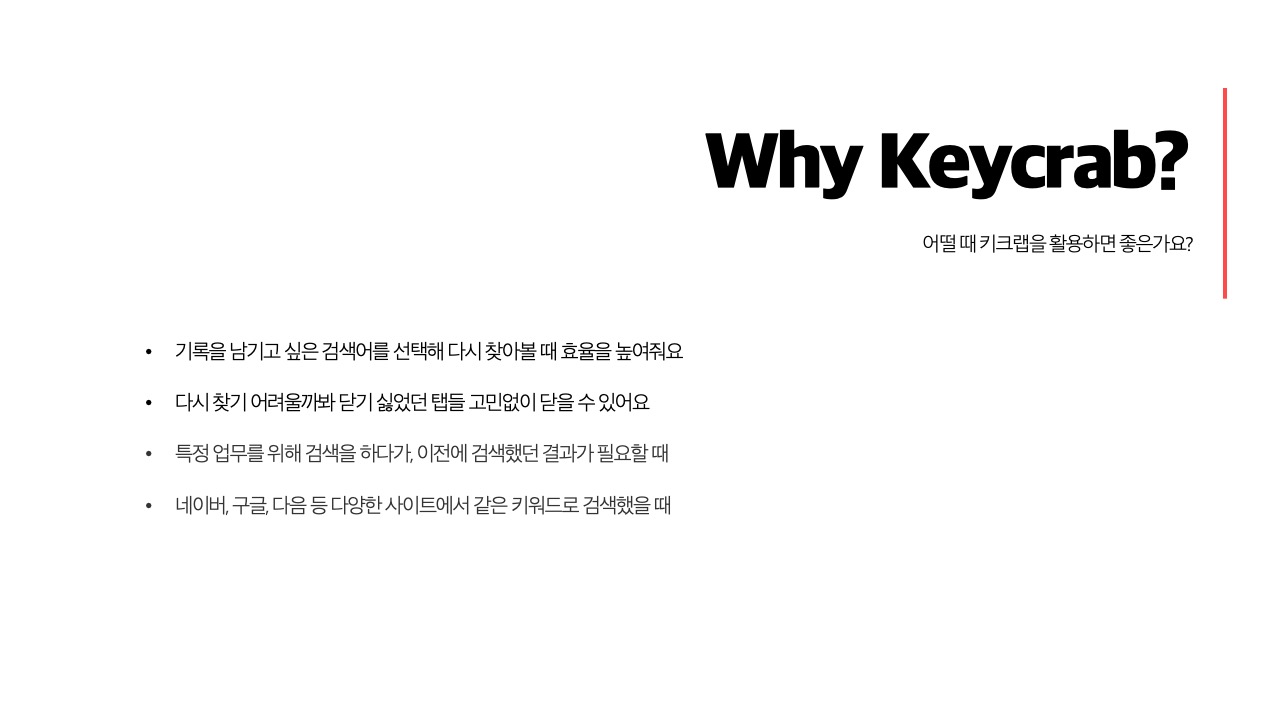 Why Keycrab?
어떨 때 키크랩을 활용하면 좋은가요?
• 기록을 남기고 싶은 검색어를 선택해 다시 찾아볼 때 효율을 높여줘요
• 다시 찾기 어려울까봐 닫기 싫었던 탭들 고민없이 닫을 수 있어요
• 특정 업무를 위해 검색을 하다가, 이전에 검색했던 결과가 필요할 때
• 네이버, 구글, 다음 등 다양한 사이트에서 같은 키워드로 검색했을 때